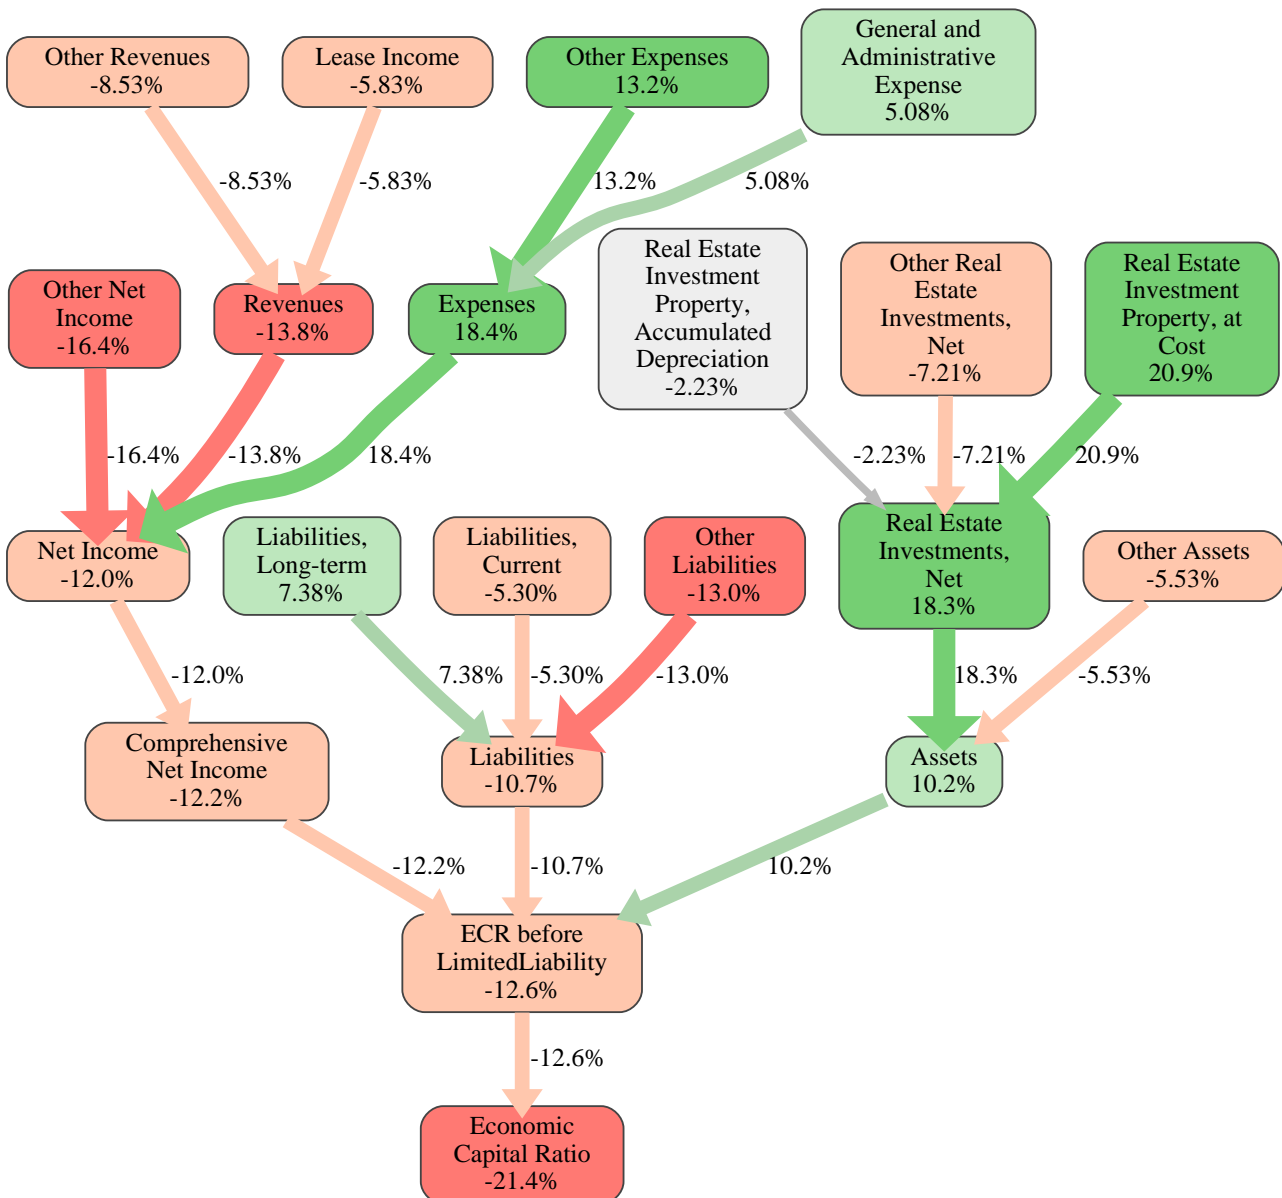 Other Revenues
-8.53%
Lease Income
-5.83%
Other Expenses
13.2%
General and
Administrative
Expense
5.08%
-8.53%
-5.83%
13.2%
5.08%
Other Net
Income
-16.4%
Revenues
-13.8%
Expenses
18.4%
Real Estate
Investment
Property,
Accumulated
Depreciation
-2.23%
Other Real
Estate
Investments,
Net
-7.21%
Real Estate
Investment
Property, at
Cost
20.9%
-16.4%
-13.8%
18.4%
-2.23%
-7.21%
20.9%
Net Income
-12.0%
Liabilities,
Long-term
7.38%
Liabilities,
Current
-5.30%
Other
Liabilities
-13.0%
Real Estate
Investments,
Net
18.3%
Other Assets
-5.53%
-12.0%
7.38%
-5.30%
-13.0%
18.3%
-5.53%
Comprehensive
Net Income
-12.2%
Liabilities
-10.7%
Assets
10.2%
-12.2%
-10.7%
10.2%
ECR before
LimitedLiability
-12.6%
-12.6%
Economic
Capital Ratio
-21.4%